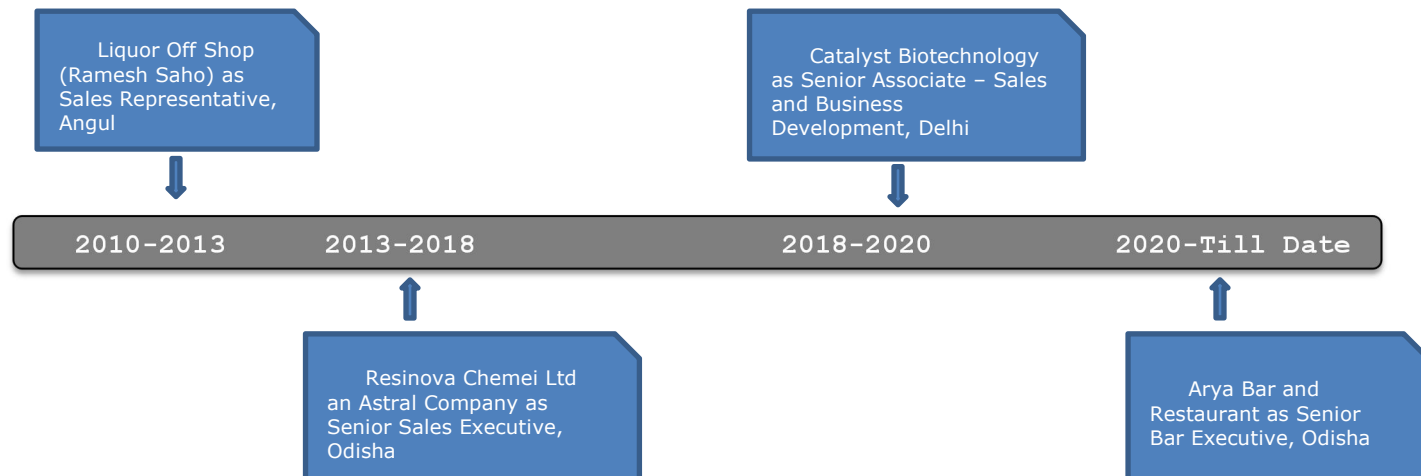 Liquor Off Shop
(Ramesh Saho) as
Sales Representative,
Angul
Catalyst Biotechnology
as Senior Associate – Sales
and Business
Development, Delhi
2010-2013
2013-2018
2018-2020
2020-Till Date
Resinova Chemei Ltd
an Astral Company as
Senior Sales Executive,
Odisha
Arya Bar and
Restaurant as Senior
Bar Executive, Odisha